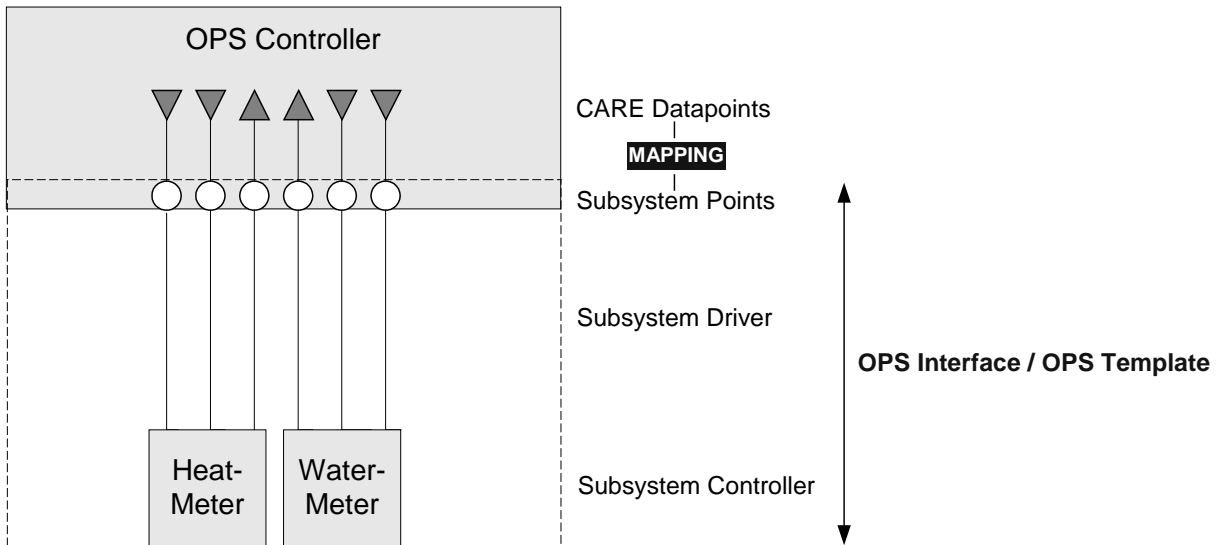 OPS Controller
CARE Datapoints
MAPPING
Subsystem Points
Subsystem Driver
OPS Interface / OPS Template
Heat-
Meter
Water-
Meter
Subsystem Controller